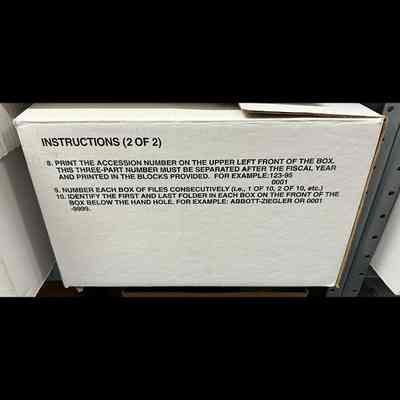 INSTRUCTIONS (2 OF 2)
8. PRINT THE ACCESSION NUMBER ON THE UPPER LEFT FRONT OF THE BOX.
THIS THREE-PART NUMBER MUST BE SEPARATED AFTER THE FISCAL YEAR
AND PRINTED IN THE BLOCKS PROVIDED. FOR EXAMPLE:123-95
0001
9. NUMBER EACH BOX OF FILES CONSECUTIVELY (i.e., 1 OF 10, 2 OF 10, etc.)
10. IDENTIFY THE FIRST AND LAST FOLDER IN EACH BOX ON THE FRONT OF THE
BOX BELOW THE HAND HOLE. FOR EXAMPLE: ABBOTT-ZIEGLER OR 0001
-9999.